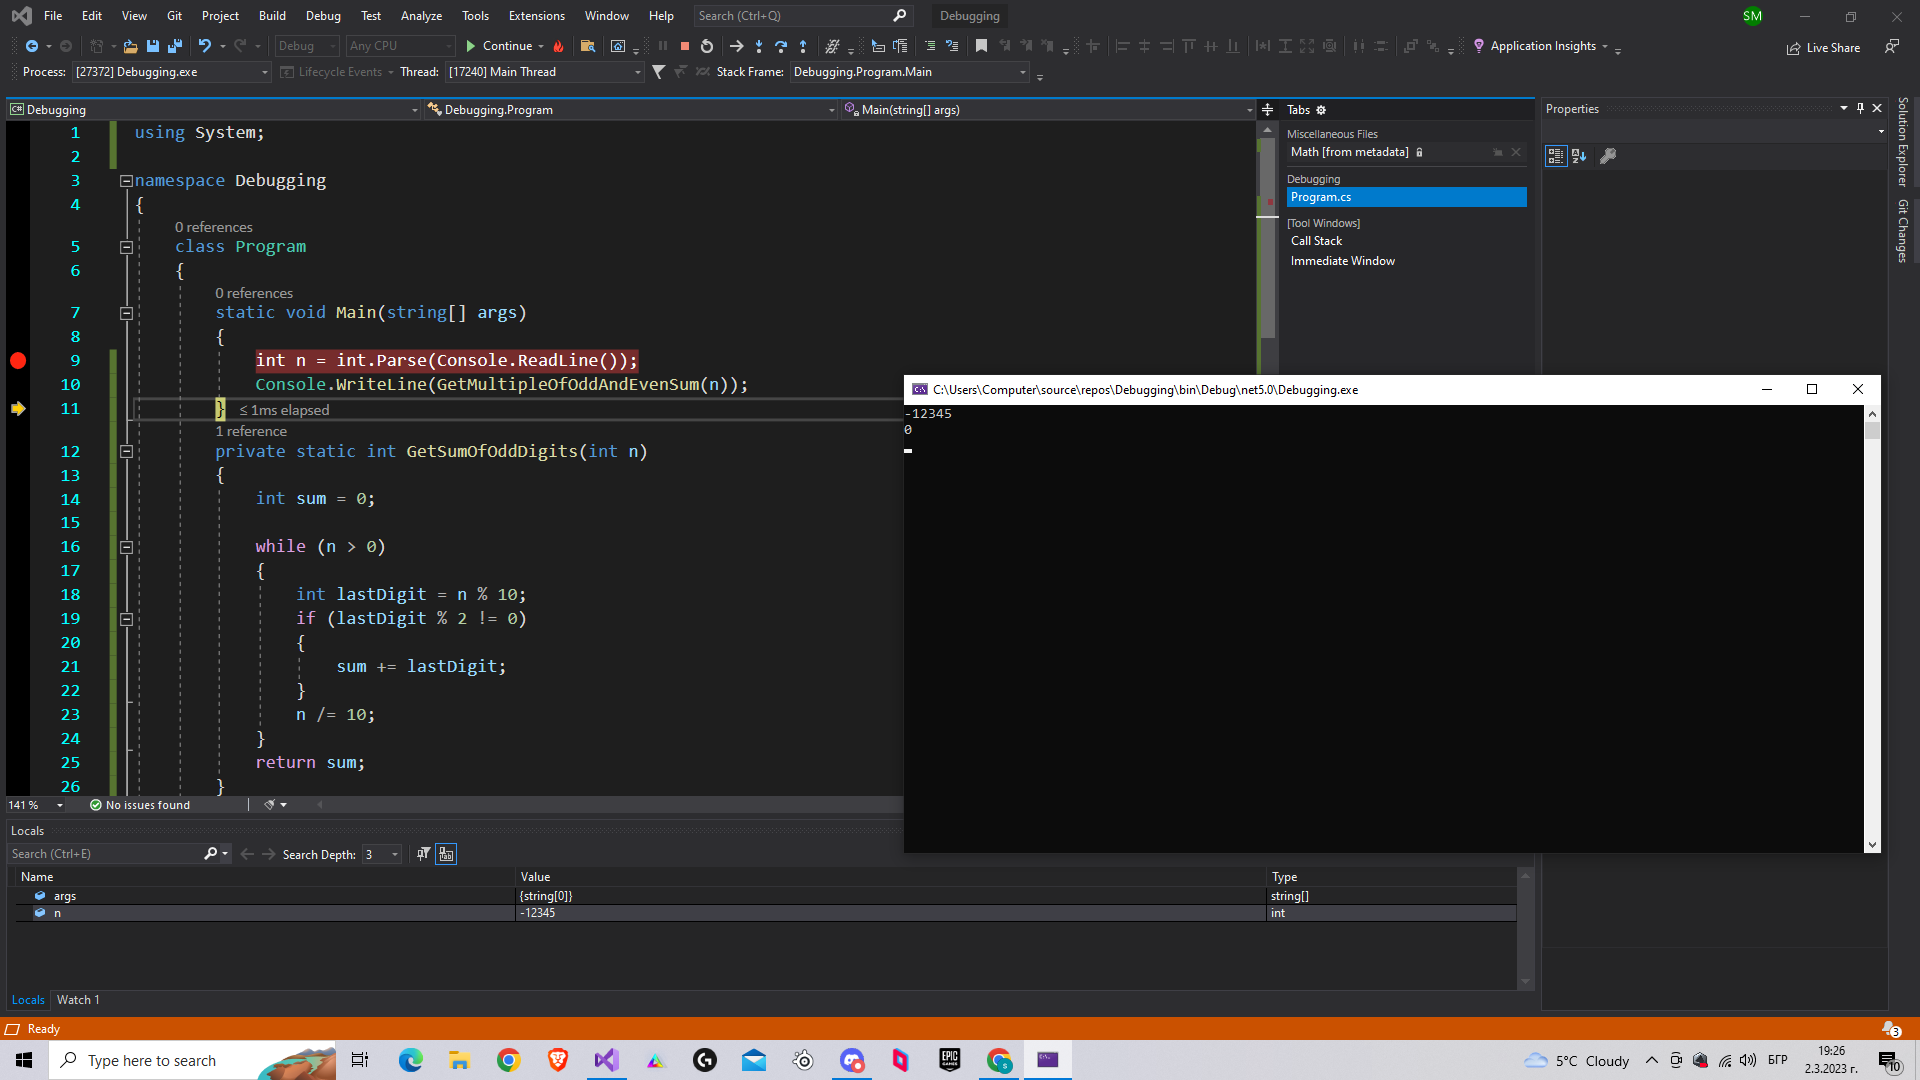 File Edit View Git Project Build Debug Test Analyze Tools Extensions Window Help Search (Ctrl+Q) Debugging SM
Debug Any CPU Continue Application Insights Live Share
Process: [27372] Debugging.exe Lifecycle Events Thread: [17240] Main Thread Stack Frame: Debugging.Program.Main
C# Debugging Debugging.Program Main(string[] args)
1 using System;
2
3 namespace Debugging
4 {
0 references
5 class Program
6 {
0 references
7 static void Main(string[] args)
8 {
9 int n = int.Parse(Console.ReadLine());
10 Console.WriteLine(GetMultipleOfOddAndEvenSum(n));
11 } ≤ 1ms elapsed
1 reference
12 private static int GetSumOfOddDigits(int n)
13 {
14 int sum = 0;
15
16 while (n > 0)
17 {
18 int lastDigit = n % 10;
19 if (lastDigit % 2 != 0)
20 {
21 sum += lastDigit;
22 }
23 n /= 10;
24 }
25 return sum;
26 }
141 % No issues found
Tabs
Miscellaneous Files
Math [from metadata]
Debugging
Program.cs
[Tool Windows]
Call Stack
Immediate Window
Properties
Solution Explorer
Git Changes
C:\Users\Computer\source\repos\Debugging\bin\Debug\net5.0\Debugging.exe
-12345
0
Locals
Search (Ctrl+E) Search Depth: 3
Name Value Type
args {string[0]} string[]
n -12345 int
Locals Watch 1
Ready 3
Type here to search EPIC GAMES S 5°C Cloudy БГР 19:26
2.3.2023 г. 10